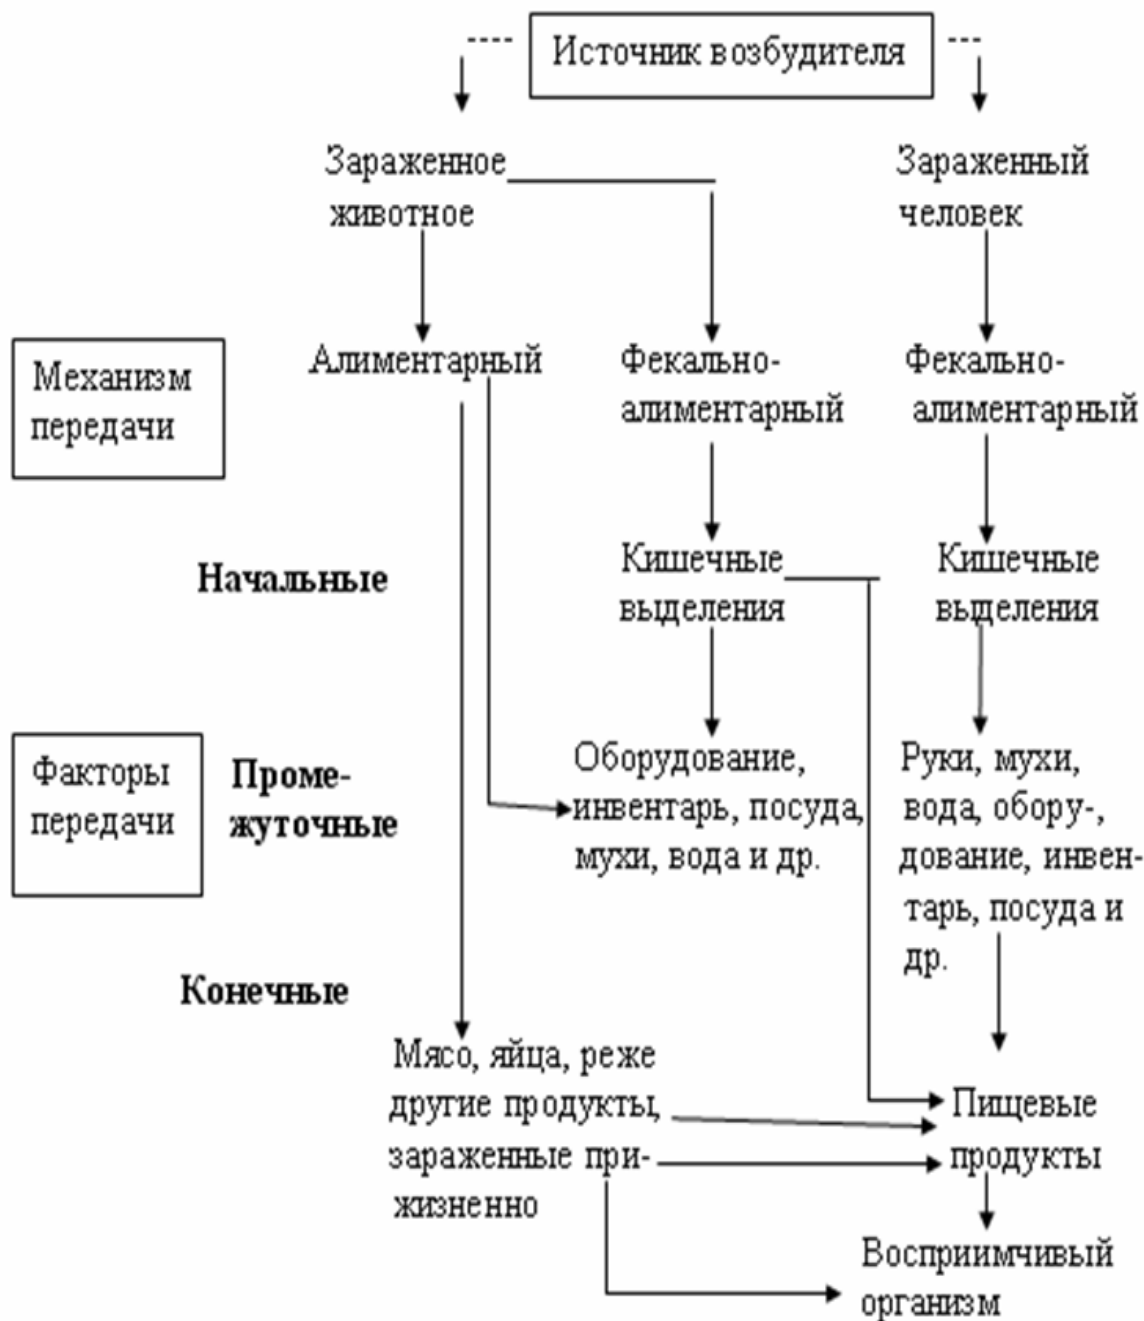 Источник возбудителя
Зараженное
животное
Зараженный
человек
Механизм
передачи
Алиментарный
Фекально-
алиментарный
Фекально-
алиментарный
Начальные
Кишечные
выделения
Кишечные
выделения
Факторы
передачи
Проме-
жуточные
Оборудование,
инвентарь, посуда,
мухи, вода и др.
Руки, мухи,
вода, обору-,
дование, инвен-
тарь, посуда и
др.
Конечные
Мясо, яйца, реже
другие продукты,
зараженные при-
жизненно
Пищевые
продукты
Восприимчивый
организм